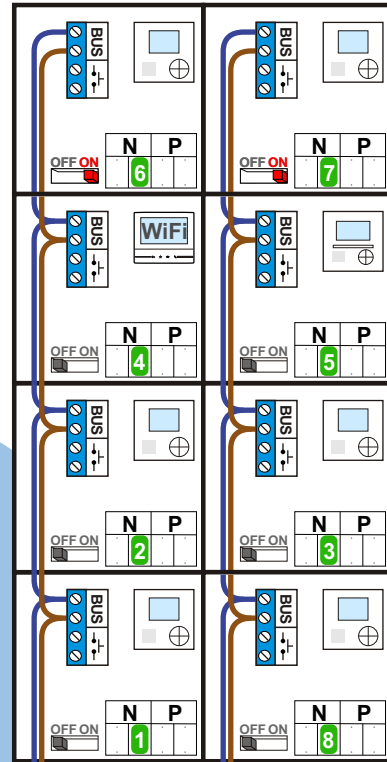 BUS BUS
N P N P
OFF ON OFF ON
6 7
BUS WiFi BUS
N P N P
OFF ON OFF ON
4 5
BUS BUS
N P N P
OFF ON OFF ON
2 3
BUS BUS
N P N P
OFF ON OFF ON
1 8